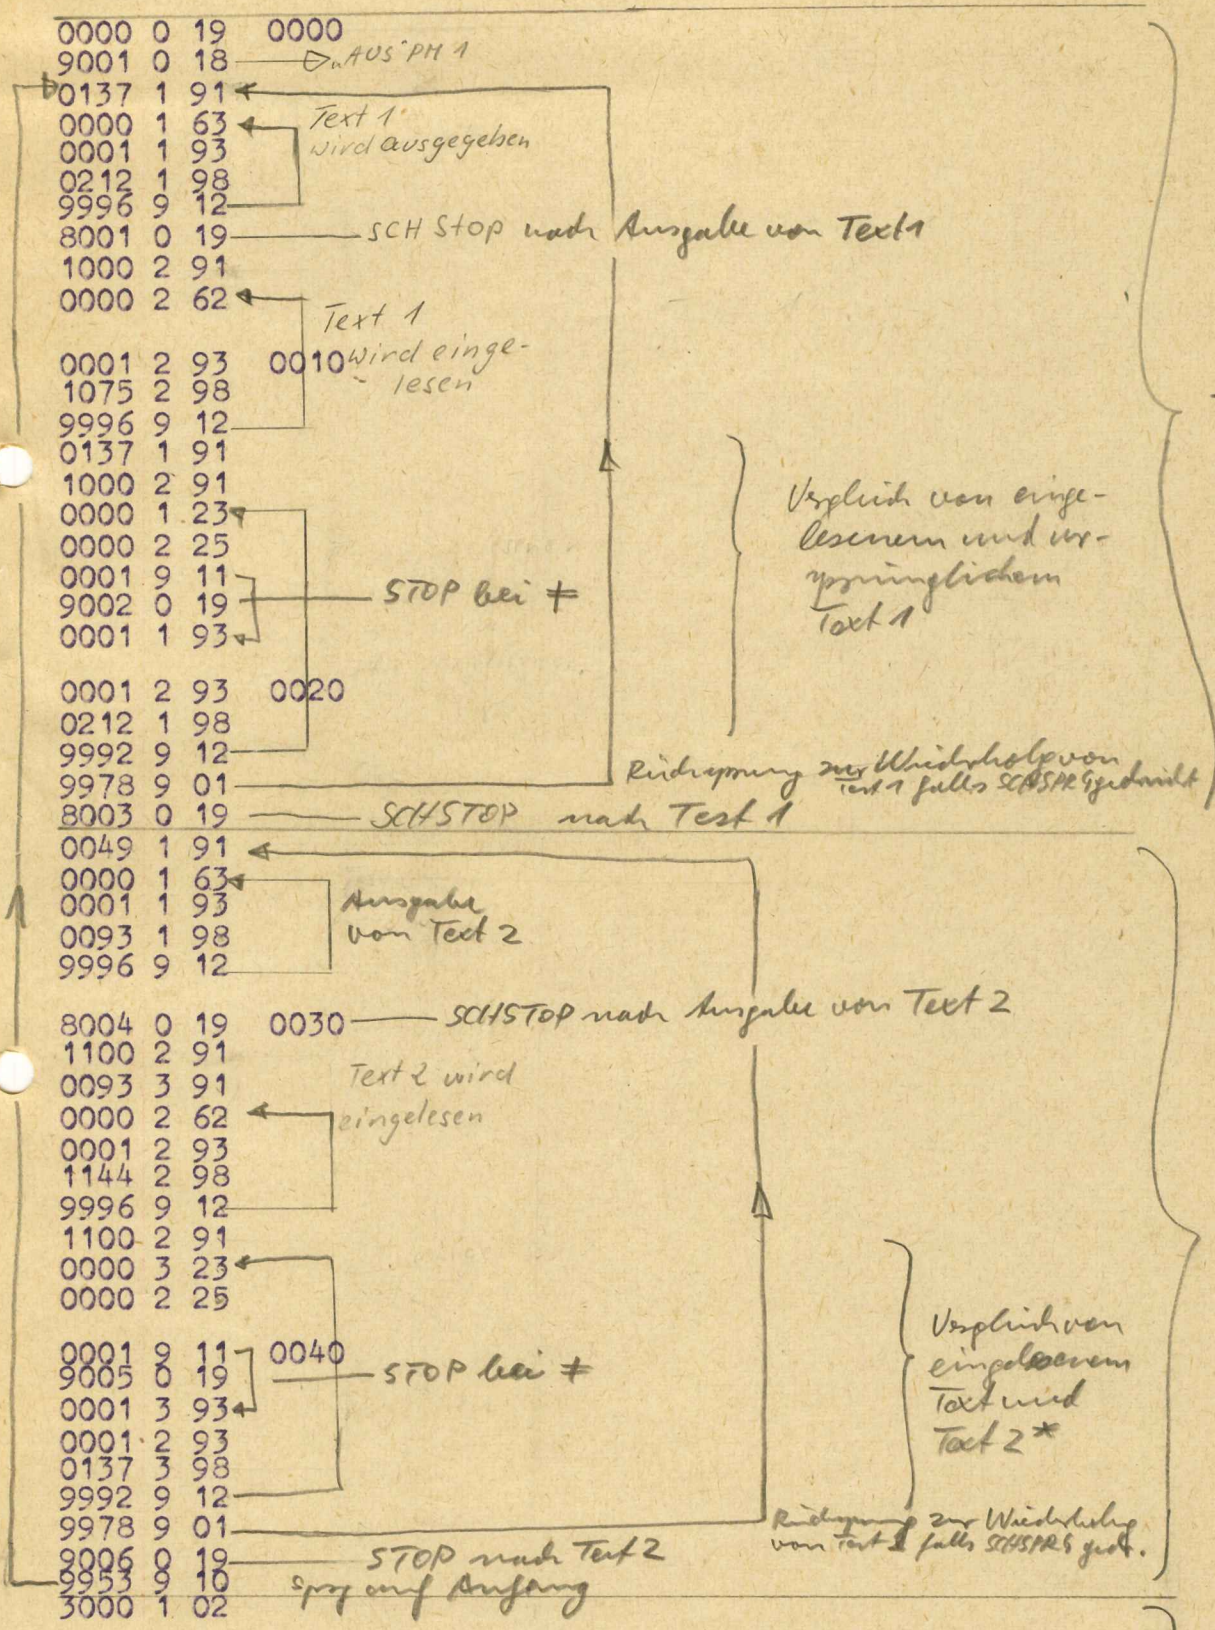 0000 0 19 0000
9001 0 18 "AUS" PM 1
0137 1 91
0000 1 63 Text 1
0001 1 93 wird ausgegeben
0212 1 98
9996 9 12
8001 0 19 SCH STOP nach Ausgabe von Text 1
1000 2 91
0000 2 62
Text 1
0001 2 93 0010 wird einge-
1075 2 98 lesen
9996 9 12
0137 1 91
1000 2 91 Vergleich von einge-
0000 1 23
0000 2 25 lesenem und ur-
0001 9 11 sprünglichem
9002 0 19 STOP bei ≠
0001 1 93 Text 1
0001 2 93 0020
0212 1 98
9992 9 12
9978 9 01 Rücksprung zur Wiederholg von
Text 1 falls SCHSPRG gedrückt
8003 0 19 SCHSTOP nach Test 1
0049 1 91
0000 1 63
0001 1 93 Ausgabe
0093 1 98 von Text 2
9996 9 12
8004 0 19 0030 SCHSTOP nach Ausgabe von Text 2
1100 2 91
0093 3 91 Text 2 wird
0000 2 62 eingelesen
0001 2 93
1144 2 98
9996 9 12
1100 2 91
0000 3 23
0000 2 25
Vergleich von
0001 9 11 0040 eingelesenem
9005 0 19 STOP bei ≠
0001 3 93 Text und
0001 2 93 Text 2*
0137 3 98
9992 9 12
9978 9 01 Rücksprung zur Wiederholg
von Test falls SCHSPRG gedr.
9006 0 19 STOP nach Test 2
9953 9 10 Sprg auf Anfang
3000 1 02